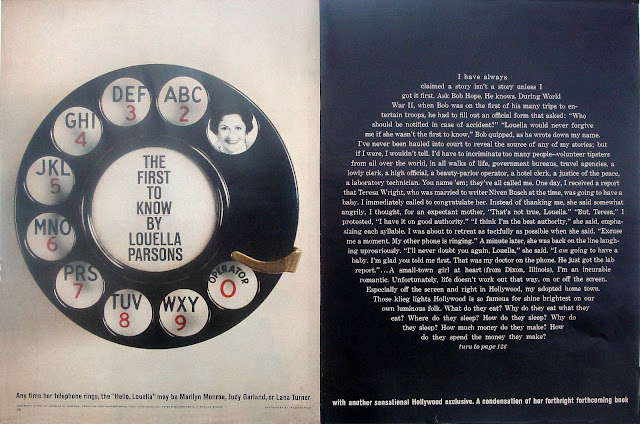 ABC
2
DEF
3
GHI
4
JKL
5
MNO
6
PRS
7
TUV
8
WXY
9
OPERATOR
0
THE
FIRST
TO
KNOW
BY
LOUELLA
PARSONS
Any time her telephone rings, the "Hello, Louella" may be Marilyn Monroe, Judy Garland, or Lana Turner
I have always
claimed a story isn't a story unless I
got it first. Ask Bob Hope. He knows. During World
War II, when Bob was on the first of his many trips to en-
tertain troops, he had to fill out an official form that asked: "Who
should be notified in case of accident?" "Louella would never forgive
me if she wasn't the first to know," Bob quipped, as he wrote down my name.
I've never been hauled into court to reveal the source of any of my stories; but
if I were, I wouldn't tell. I'd have to incriminate too many people—volunteer tipsters
from all over the world, in all walks of life, government bureaus, travel agencies, a
lowly clerk, a high official, a beauty-parlor operator, a hotel clerk, a justice of the peace,
a laboratory technician. You name 'em; they've all called me. One day, I received a report
that Teresa Wright, who was married to writer Niven Busch at the time, was going to have a
baby. I immediately called to congratulate her. Instead of thanking me, she said somewhat
angrily, I thought, for an expectant mother, "That's not true, Louella." "But, Teresa," I
protested, "I have it on good authority." "I think I'm the best authority," she said, empha-
sizing each syllable. I was about to retreat as tactfully as possible when she said, "Excuse
me a moment. My other phone is ringing." A minute later, she was back on the line laugh-
ing uproariously. "I'll never doubt you again, Louella," she said. "I am going to have a
baby. I'm glad you told me first. That was my doctor on the phone. He just got the lab
report."...A small-town girl at heart (from Dixon, Illinois), I'm an incurable
romantic. Unfortunately, life doesn't work out that way, on or off the screen.
Especially off the screen and right in Hollywood, my adopted home town.
Those klieg lights Hollywood is so famous for shine brightest on our
own luminous folk. What do they eat? Why do they eat what they
eat? Where do they sleep? How do they sleep? Why do
they sleep? How much money do they make? How
do they spend the money they make?
turn to page 126
with another sensational Hollywood exclusive. A condensation of her forthright forthcoming book